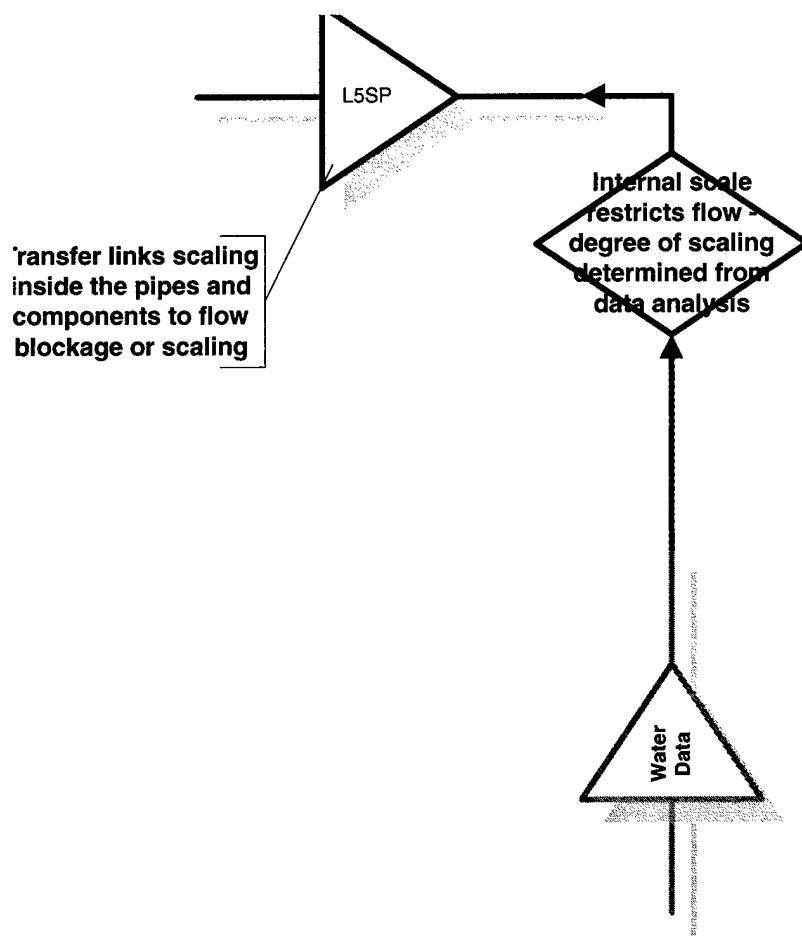 L5SP
Internal scale
restricts flow -
degree of scaling
determined from
data analysis
ransfer links scaling
inside the pipes and
components to flow
blockage or scaling
Water
Data